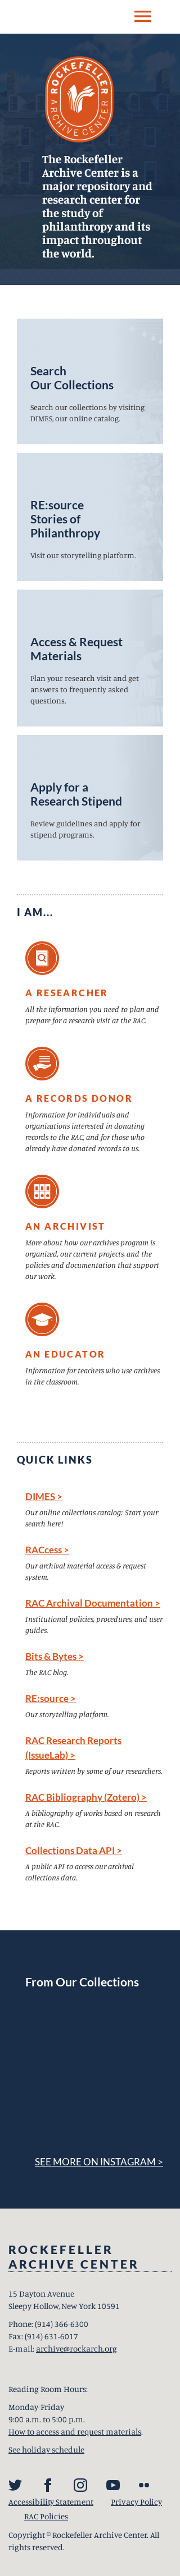 ROCKEFELLER
ARCHIVE CENTER
The Rockefeller
Archive Center is a
major repository and
research center for
the study of
philanthropy and its
impact throughout
the world.
Search
Our Collections
Search our collections by visiting
DIMES, our online catalog.
RE:source
Stories of
Philanthropy
Visit our storytelling platform.
Access & Request
Materials
Plan your research visit and get
answers to frequently asked
questions.
Apply for a
Research Stipend
Review guidelines and apply for
stipend programs.
I AM...
A RESEARCHER
All the information you need to plan and
prepare for a research visit at the RAC.
A RECORDS DONOR
Information for individuals and
organizations interested in donating
records to the RAC, and for those who
already have donated records to us.
AN ARCHIVIST
More about how our archives program is
organized, our current projects, and the
policies and documentation that support
our work.
AN EDUCATOR
Information for teachers who use archives
in the classroom.
QUICK LINKS
DIMES >
Our online collections catalog: Start your
search here!
RACcess >
Our archival material access & request
system.
RAC Archival Documentation >
Institutional policies, procedures, and user
guides.
Bits & Bytes >
The RAC blog.
RE:source >
Our storytelling platform.
RAC Research Reports
(IssueLab) >
Reports written by some of our researchers.
RAC Bibliography (Zotero) >
A bibliography of works based on research
at the RAC.
Collections Data API >
A public API to access our archival
collections data.
From Our Collections
SEE MORE ON INSTAGRAM >
ROCKEFELLER
ARCHIVE CENTER
15 Dayton Avenue
Sleepy Hollow, New York 10591
Phone: (914) 366-6300
Fax: (914) 631-6017
E-mail: archive@rockarch.org
Reading Room Hours:
Monday-Friday
9:00 a.m. to 5:00 p.m.
How to access and request materials.
See holiday schedule
Accessibility Statement Privacy Policy
RAC Policies
Copyright © Rockefeller Archive Center. All
rights reserved.